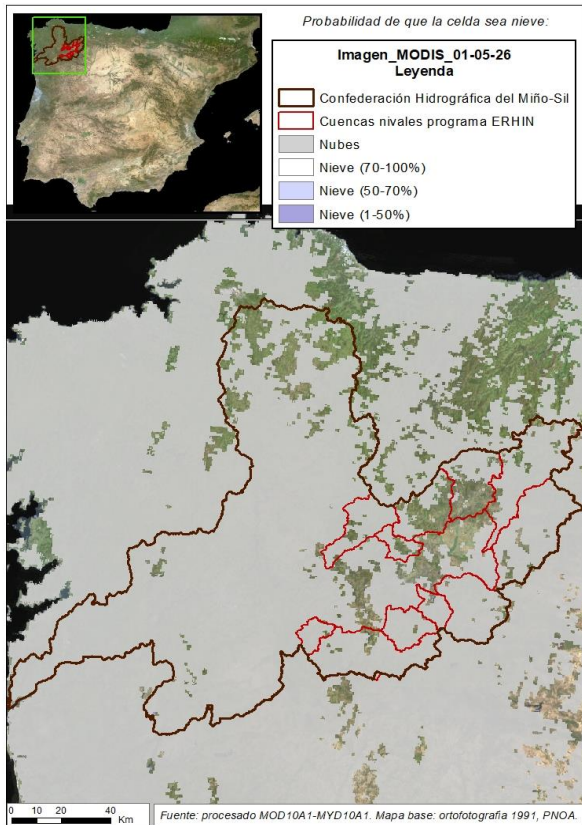 Probabilidad de que la celda sea nieve:
Imagen_MODIS_01-05-26
Leyenda
Confederación Hidrográfica del Miño-Sil
Cuencas nivales programa ERHIN
Nubes
Nieve (70-100%)
Nieve (50-70%)
Nieve (1-50%)
0 10 20 40
Km
Fuente: procesado MOD10A1-MYD10A1. Mapa base: ortofotografia 1991, PNOA.